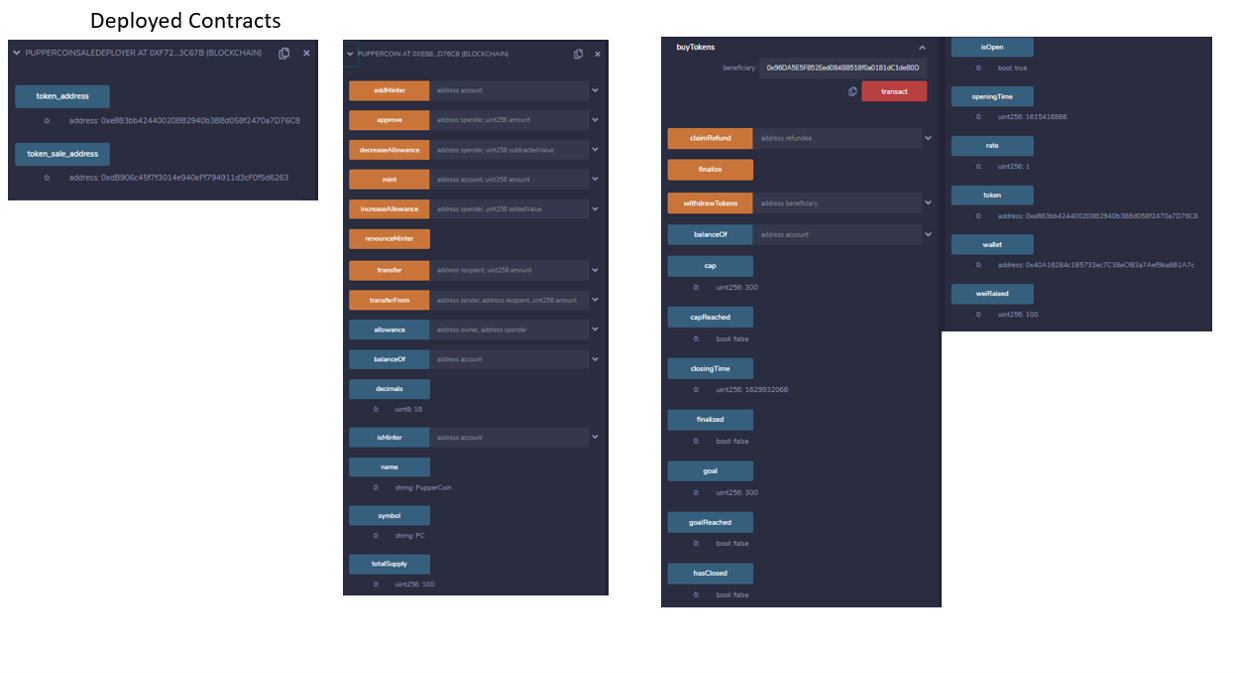 Deployed Contracts
PUPPERCOINSALEDEPLOYER AT 0XF72...3C67B (BLOCKCHAIN)
token_address
0: address: 0xe883bb424400208B2940b3B8d058f2470a7D76C8
token_sale_address
0: address: 0xdB906c45f7f3014e940eFf794911d3cF0f5d6263
PUPPERCOIN AT 0XE88...D76C8 (BLOCKCHAIN)
addMinter address account
approve address spender, uint256 amount
decreaseAllowance address spender, uint256 subtractedValue
mint address account, uint256 amount
increaseAllowance address spender, uint256 addedValue
renounceMinter
transfer address recipient, uint256 amount
transferFrom address sender, address recipient, uint256 amount
allowance address owner, address spender
balanceOf address account
decimals
0: uint8: 18
isMinter address account
name
0: string: PupperCoin
symbol
0: string: PC
totalSupply
0: uint256: 100
buyTokens
beneficiary:
transact
claimRefund address refundee
finalize
withdrawTokens address beneficiary
balanceOf address account
cap
0: uint256: 300
capReached
0: bool: false
closingTime
0: uint256: 1629932066
finalized
0: bool: false
goal
0: uint256: 300
goalReached
0: bool: false
hasClosed
0: bool: false
isOpen
0: bool: true
openingTime
0: uint256: 1615416866
rate
0: uint256: 1
token
0: address: 0xe883bb424400208B2940b3B8d058f2470a7D76C8
wallet
0: address: 0x40A16284c1B5733ec7C38eCf83a7Aef9ba861A7c
weiRaised
0: uint256: 100